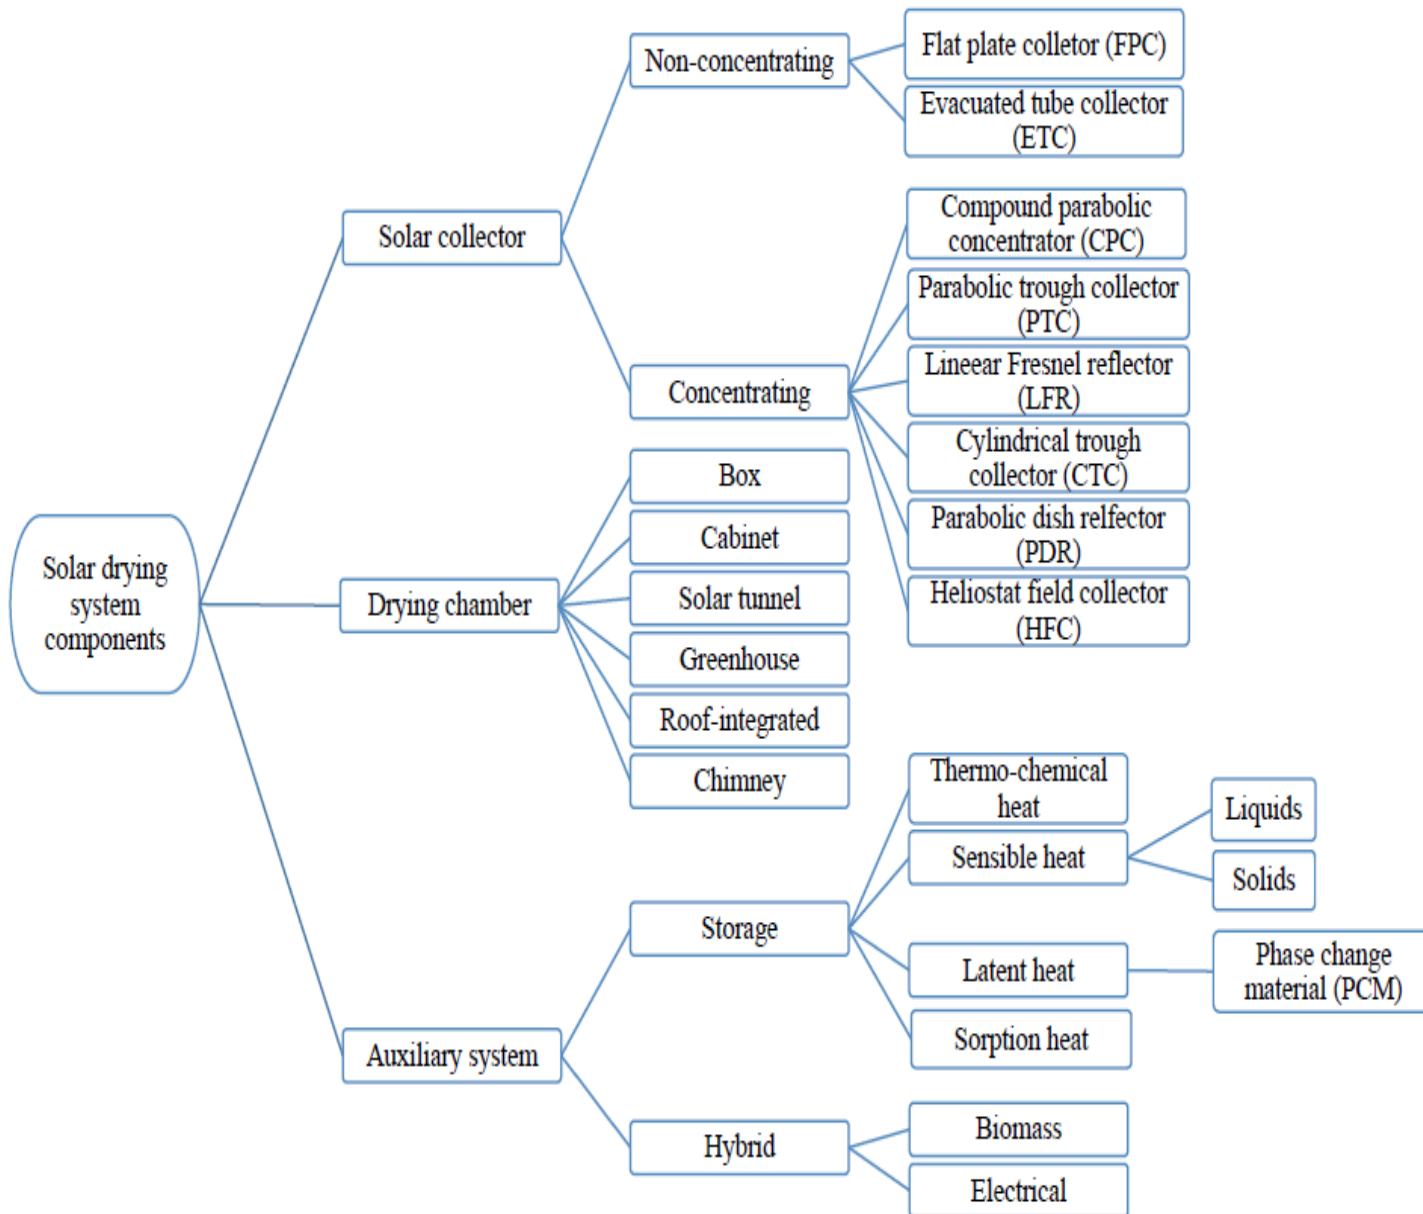 Solar drying
system
components
Solar collector
Non-concentrating
Flat plate colletor (FPC)
Evacuated tube collector
(ETC)
Concentrating
Compound parabolic
concentrator (CPC)
Parabolic trough collector
(PTC)
Lineear Fresnel reflector
(LFR)
Cylindrical trough
collector (CTC)
Parabolic dish relfector
(PDR)
Heliostat field collector
(HFC)
Drying chamber
Box
Cabinet
Solar tunnel
Greenhouse
Roof-integrated
Chimney
Auxiliary system
Storage
Thermo-chemical
heat
Sensible heat
Liquids
Solids
Latent heat
Phase change
material (PCM)
Sorption heat
Hybrid
Biomass
Electrical